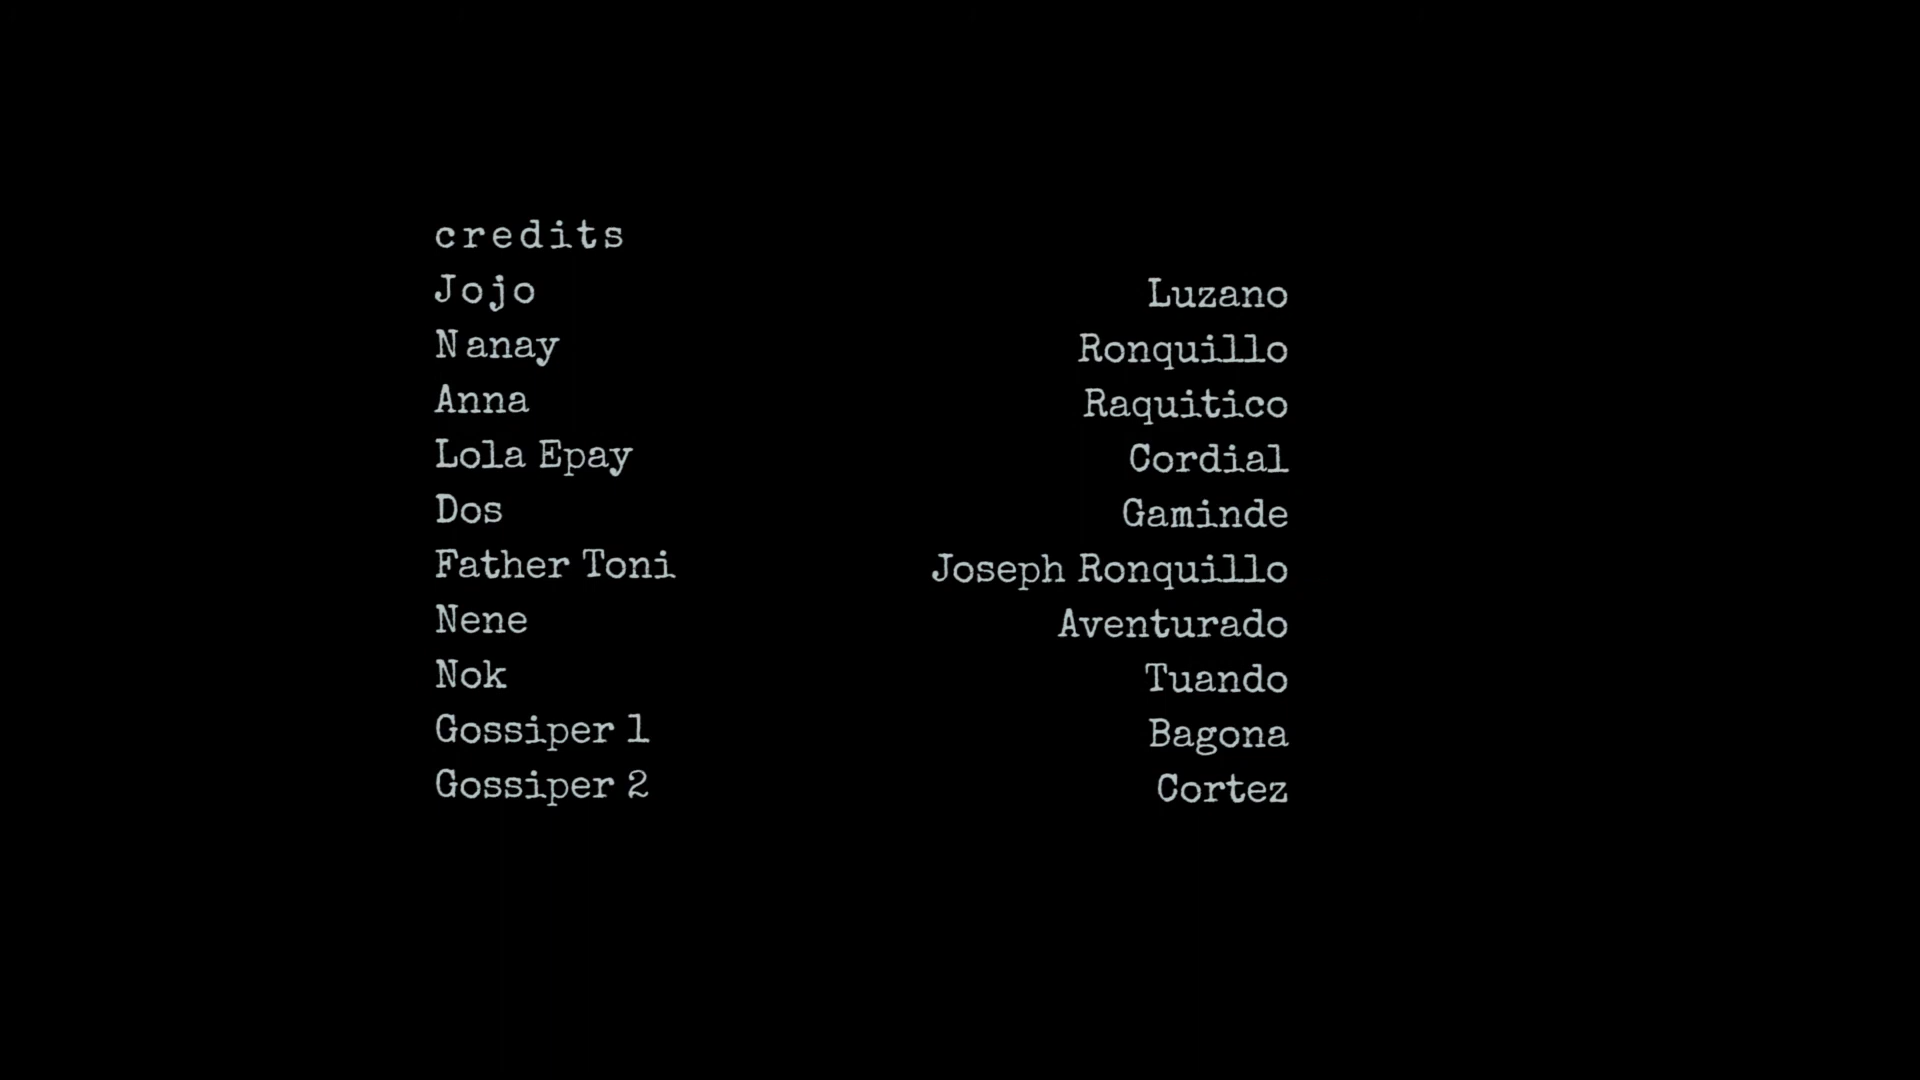 credits
Jojo Luzano
Nanay Ronquillo
Anna Raquitico
Lola Epay Cordial
Dos Gaminde
Father Toni Joseph Ronquillo
Nene Aventurado
Nok Tuando
Gossiper 1 Bagona
Gossiper 2 Cortez